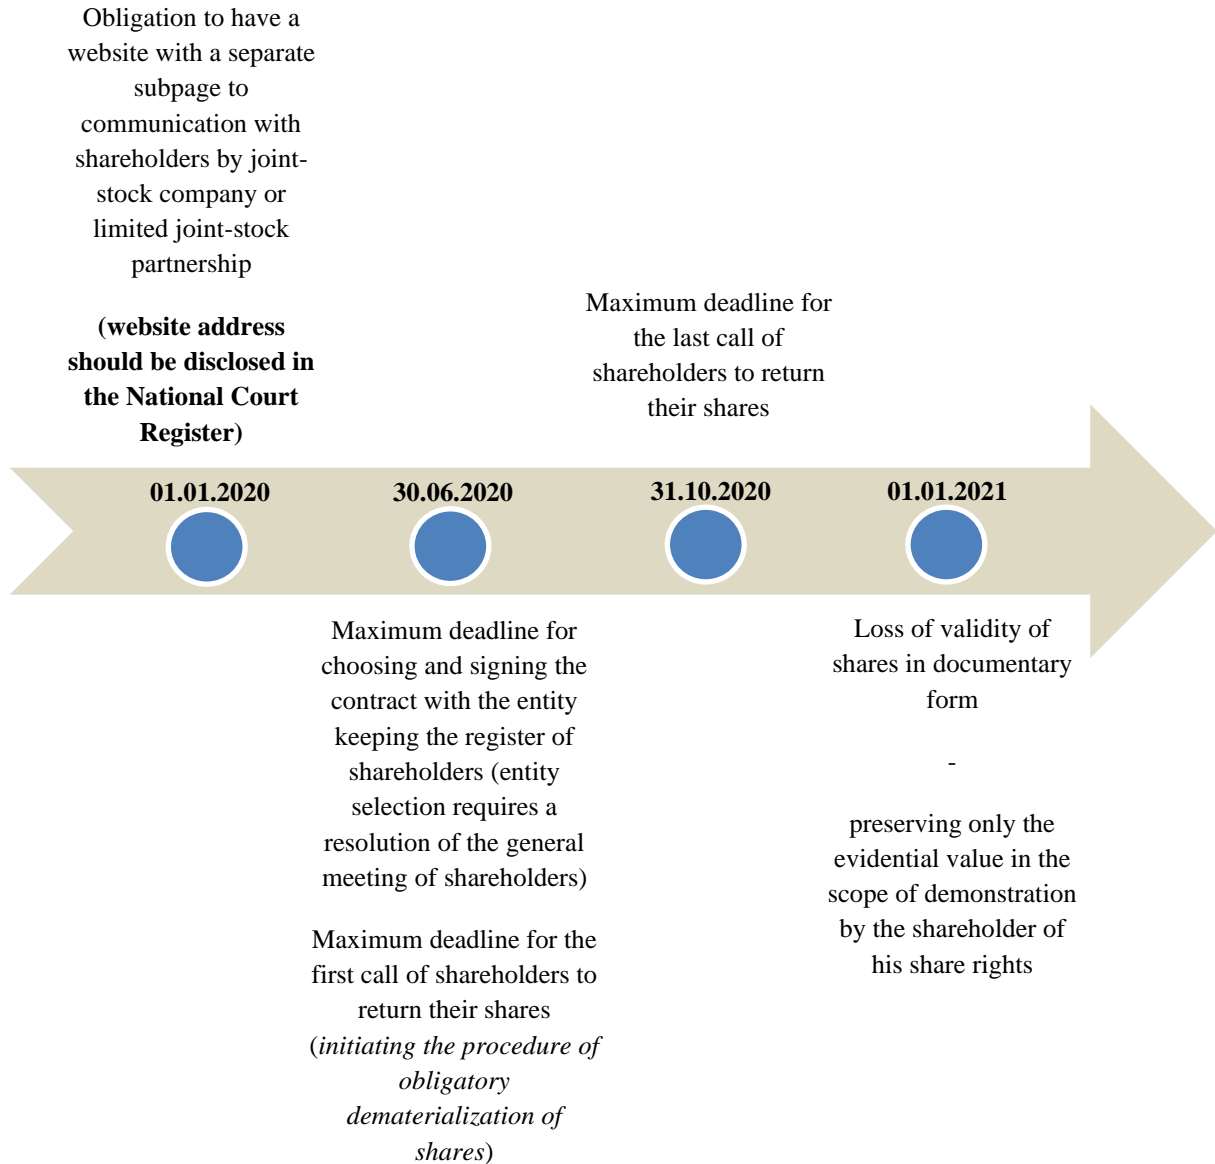 Obligation to have a
website with a separate
subpage to
communication with
shareholders by joint-
stock company or
limited joint-stock
partnership
(website address
should be disclosed in
the National Court
Register)
Maximum deadline for
the last call of
shareholders to return
their shares
01.01.2020
30.06.2020
31.10.2020
01.01.2021
Maximum deadline for
choosing and signing the
contract with the entity
keeping the register of
shareholders (entity
selection requires a
resolution of the general
meeting of shareholders)
Maximum deadline for the
first call of shareholders to
return their shares
(initiating the procedure of
obligatory
dematerialization of
shares)
Loss of validity of
shares in documentary
form
-
preserving only the
evidential value in the
scope of demonstration
by the shareholder of
his share rights